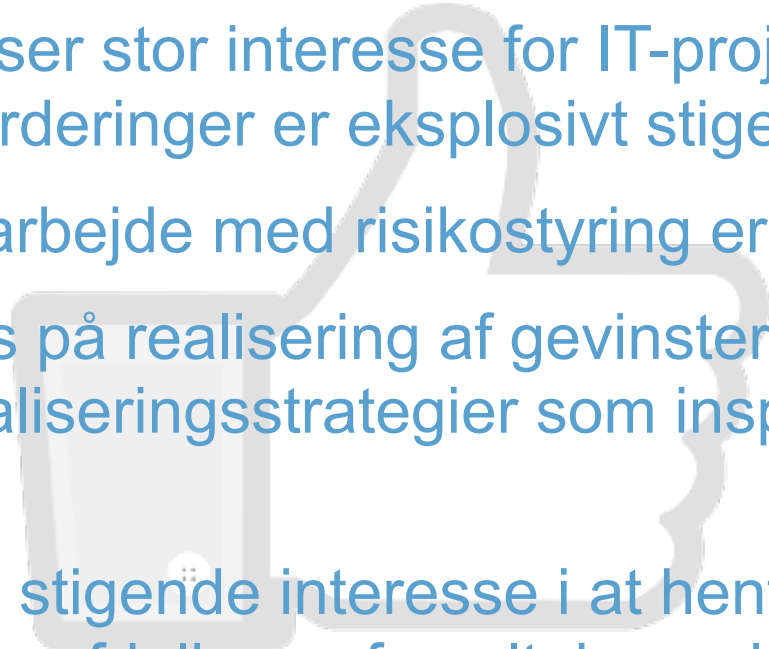 ser stor interesse for IT-proj
rderinger er eksplosivt stige
arbejde med risikostyring er
s på realisering af gevinster
aliseringsstrategier som insp
stigende interesse i at hent